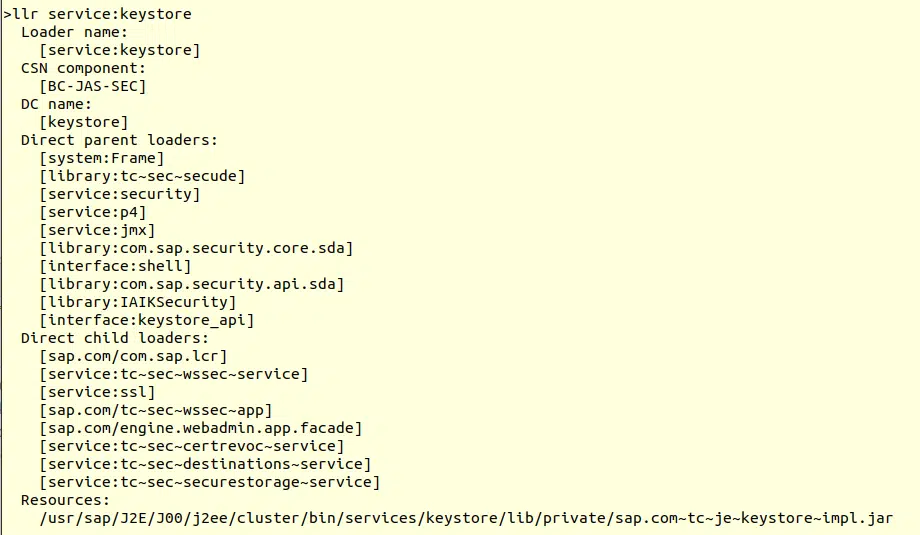 >llr service:keystore
Loader name:
[service:keystore]
CSN component:
[BC-JAS-SEC]
DC name:
[keystore]
Direct parent loaders:
[system:Frame]
[library:tc~sec~secude]
[service:security]
[service:p4]
[service:jmx]
[library:com.sap.security.core.sda]
[interface:shell]
[library:com.sap.security.api.sda]
[library:IAIKSecurity]
[interface:keystore_api]
Direct child loaders:
[sap.com/com.sap.lcr]
[service:tc~sec~wssec~service]
[service:ssl]
[sap.com/tc~sec~wssec~app]
[sap.com/engine.webadmin.app.facade]
[service:tc~sec~certrevoc~service]
[service:tc~sec~destinations~service]
[service:tc~sec~securestorage~service]
Resources:
/usr/sap/J2E/J00/j2ee/cluster/bin/services/keystore/lib/private/sap.com~tc~je~keystore~impl.jar